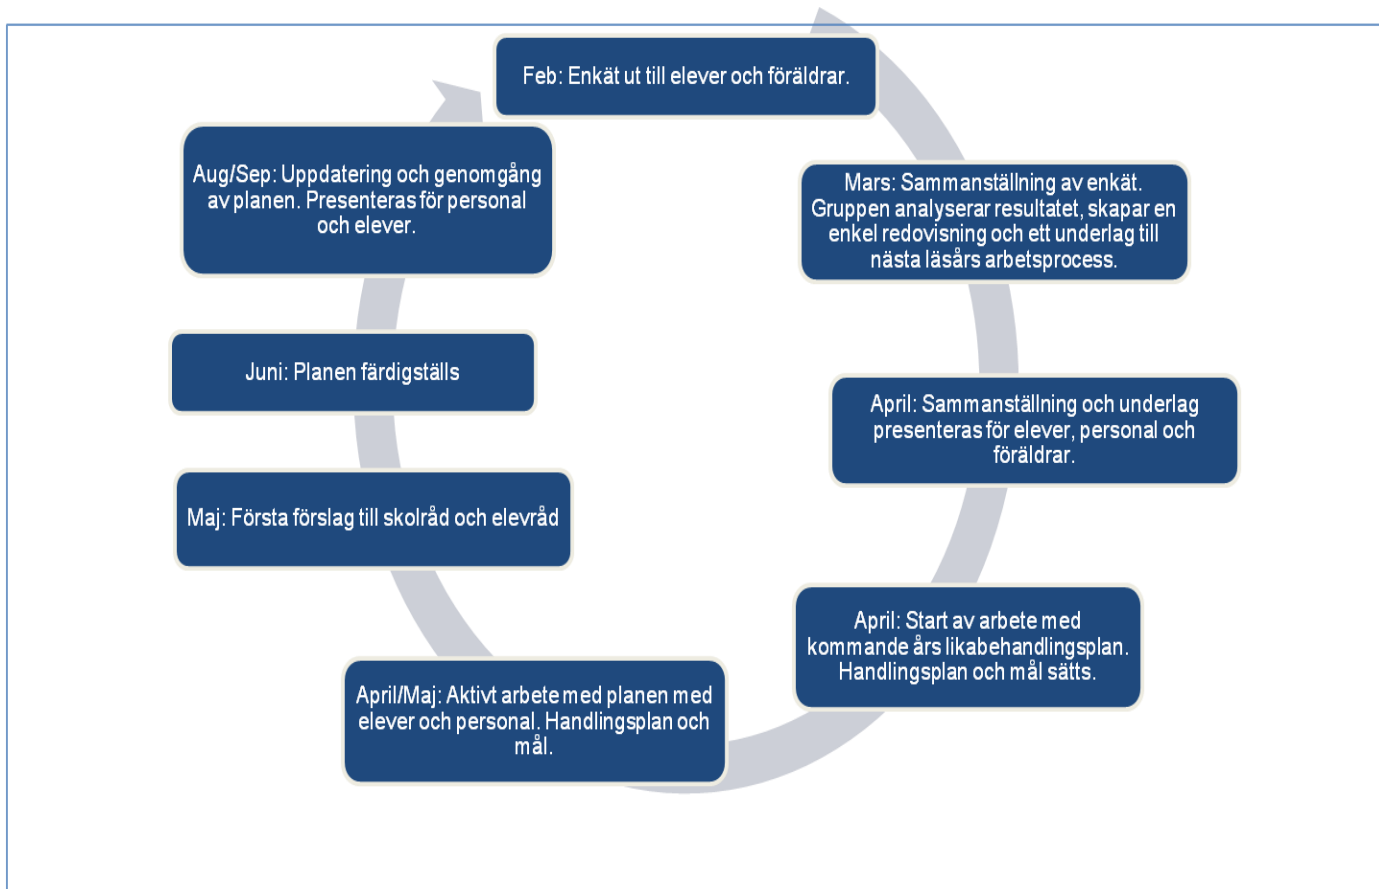 Feb: Enkät ut till elever och föräldrar.
Mars: Sammanställning av enkät.
Gruppen analyserar resultatet, skapar en
enkel redovisning och ett underlag till
nästa läsårs arbetsprocess.
April: Sammanställning och underlag
presenteras för elever, personal och
föräldrar.
April: Start av arbete med
kommande års likabehandlingsplan.
Handlingsplan och mål sätts.
April/Maj: Aktivt arbete med planen med
elever och personal. Handlingsplan och
mål.
Maj: Första förslag till skolråd och elevråd
Juni: Planen färdigställs
Aug/Sep: Uppdatering och genomgång
av planen. Presenteras för personal
och elever.